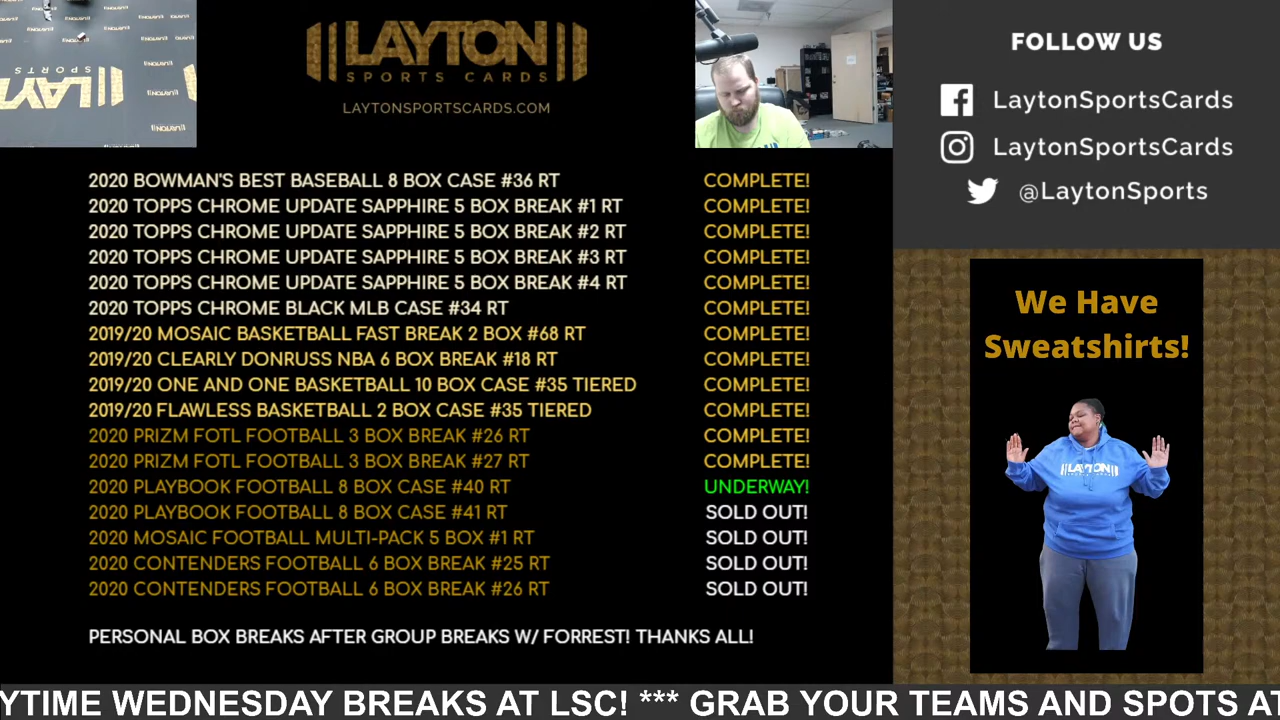 LAYTON
SPORTS CARDS
LAYTONSPORTSCARDS.COM
FOLLOW US
LaytonSportsCards
LaytonSportsCards
@LaytonSports
2020 BOWMAN'S BEST BASEBALL 8 BOX CASE #36 RT COMPLETE!
2020 TOPPS CHROME UPDATE SAPPHIRE 5 BOX BREAK #1 RT COMPLETE!
2020 TOPPS CHROME UPDATE SAPPHIRE 5 BOX BREAK #2 RT COMPLETE!
2020 TOPPS CHROME UPDATE SAPPHIRE 5 BOX BREAK #3 RT COMPLETE!
2020 TOPPS CHROME UPDATE SAPPHIRE 5 BOX BREAK #4 RT COMPLETE!
2020 TOPPS CHROME BLACK MLB CASE #34 RT COMPLETE!
2019/20 MOSAIC BASKETBALL FAST BREAK 2 BOX #68 RT COMPLETE!
2019/20 CLEARLY DONRUSS NBA 6 BOX BREAK #18 RT COMPLETE!
2019/20 ONE AND ONE BASKETBALL 10 BOX CASE #35 TIERED COMPLETE!
2019/20 FLAWLESS BASKETBALL 2 BOX CASE #35 TIERED COMPLETE!
2020 PRIZM FOTL FOOTBALL 3 BOX BREAK #26 RT COMPLETE!
2020 PRIZM FOTL FOOTBALL 3 BOX BREAK #27 RT COMPLETE!
2020 PLAYBOOK FOOTBALL 8 BOX CASE #40 RT UNDERWAY!
2020 PLAYBOOK FOOTBALL 8 BOX CASE #41 RT SOLD OUT!
2020 MOSAIC FOOTBALL MULTI-PACK 5 BOX #1 RT SOLD OUT!
2020 CONTENDERS FOOTBALL 6 BOX BREAK #25 RT SOLD OUT!
2020 CONTENDERS FOOTBALL 6 BOX BREAK #26 RT SOLD OUT!
PERSONAL BOX BREAKS AFTER GROUP BREAKS W/ FORREST! THANKS ALL!
We Have
Sweatshirts!
LAYTON
LAYTON
SPORTS
YTIME WEDNESDAY BREAKS AT LSC! *** GRAB YOUR TEAMS AND SPOTS AT